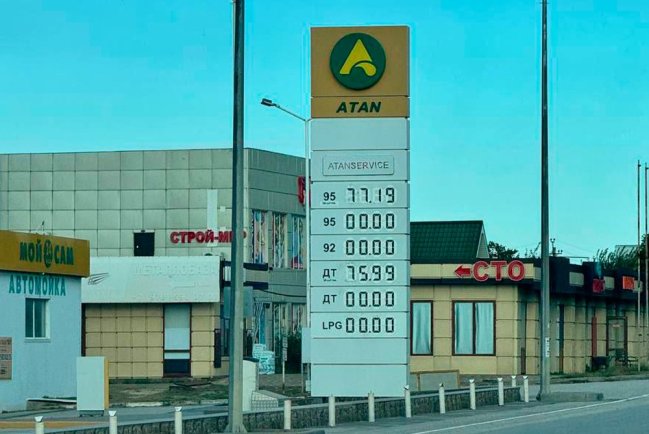 ATAN
ATANSERVICE
95 77.19
95 00.00
92 00.00
ДТ 75.99
ДТ 00.00
LPG 00.00
МОЙ САМ
АВТОМОЙКА
СТРОЙ-МИР
←СТО